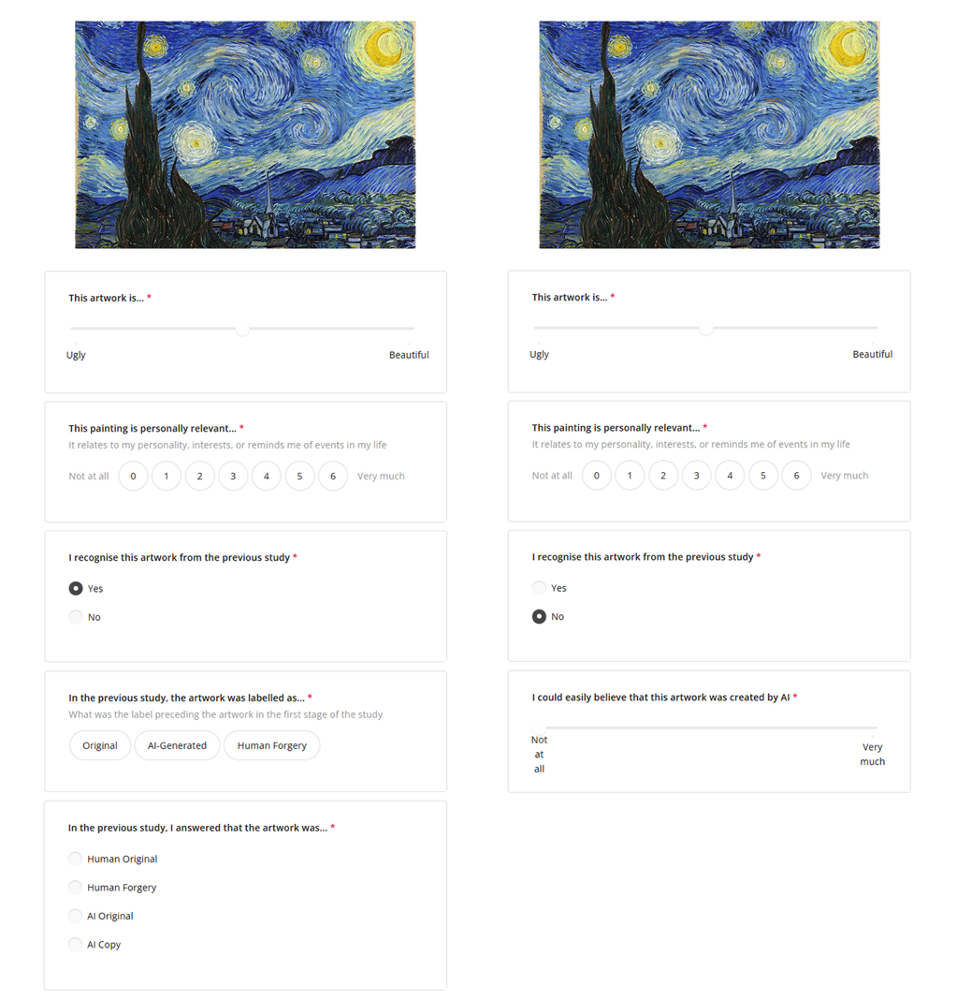 This artwork is... *
Ugly
Beautiful
This painting is personally relevant... *
It relates to my personality, interests, or reminds me of events in my life
Not at all 0 1 2 3 4 5 6 Very much
I recognise this artwork from the previous study *
Yes
No
In the previous study, the artwork was labelled as... *
What was the label preceding the artwork in the first stage of the study
Original AI-Generated Human Forgery
In the previous study, I answered that the artwork was... *
Human Original
Human Forgery
AI Original
AI Copy
This artwork is... *
Ugly
Beautiful
This painting is personally relevant... *
It relates to my personality, interests, or reminds me of events in my life
Not at all 0 1 2 3 4 5 6 Very much
I recognise this artwork from the previous study *
Yes
No
I could easily believe that this artwork was created by AI *
Not
at
all
Very
much